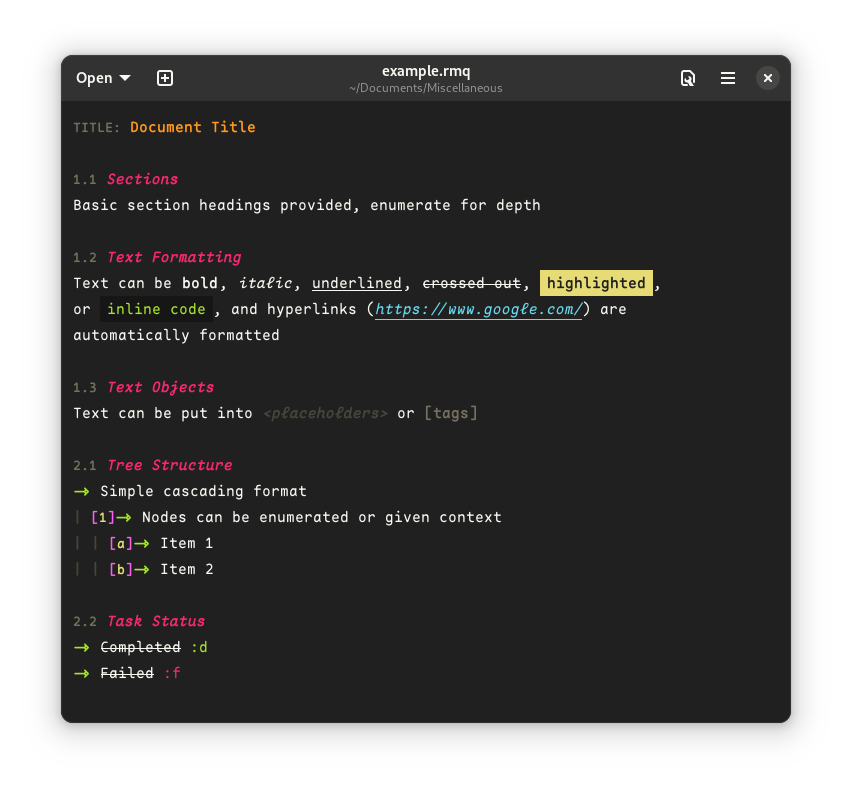 Open
example.rmq
~/Documents/Miscellaneous
TITLE: Document Title
1.1 Sections
Basic section headings provided, enumerate for depth
1.2 Text Formatting
Text can be bold, italic, underlined, crossed out, highlighted,
or inline code, and hyperlinks (https://www.google.com/) are
automatically formatted
1.3 Text Objects
Text can be put into <placeholders> or [tags]
2.1 Tree Structure
→ Simple cascading format
| [1]→ Nodes can be enumerated or given context
| | [a]→ Item 1
| | [b]→ Item 2
2.2 Task Status
→ Completed :d
→ Failed :f